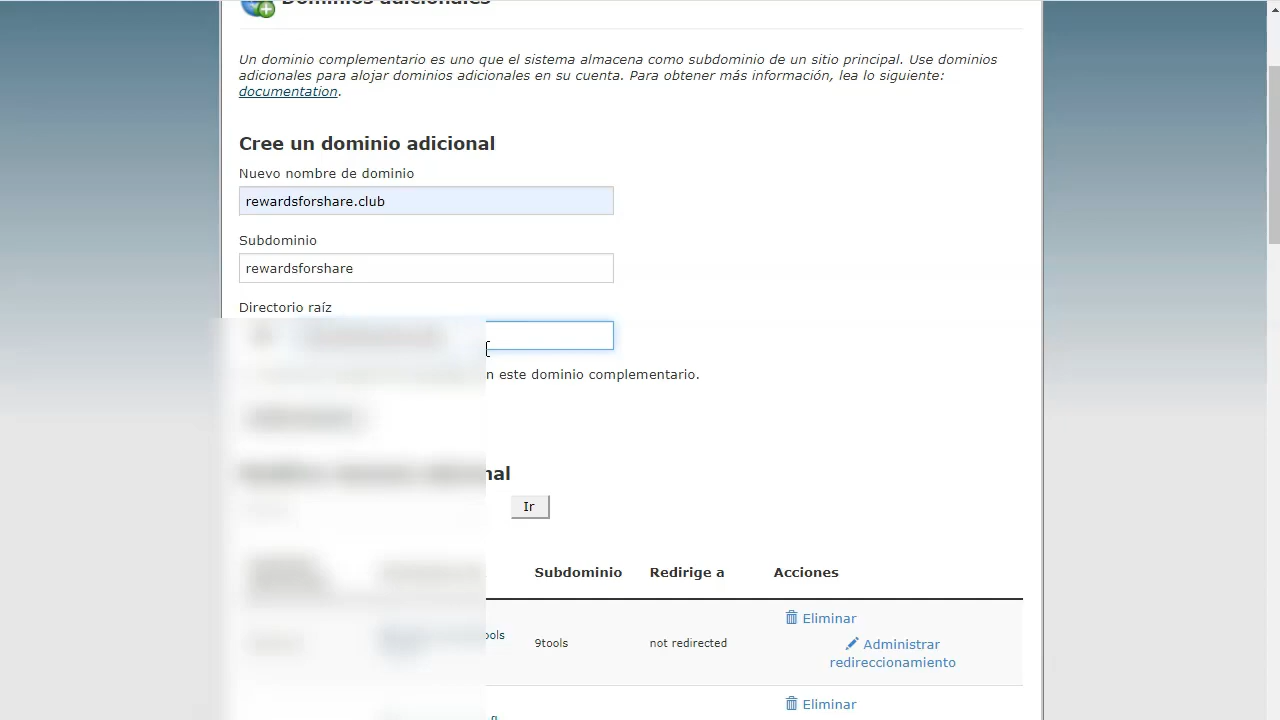 Dominios adicionales
Un dominio complementario es uno que el sistema almacena como subdominio de un sitio principal. Use dominios
adicionales para alojar dominios adicionales en su cuenta. Para obtener más información, lea lo siguiente:
documentation.
Cree un dominio adicional
Nuevo nombre de dominio
rewardsforshare.club
Subdominio
rewardsforshare
Directorio raíz
este dominio complementario.
Ir
Subdominio Redirige a Acciones
Eliminar
9tools not redirected
Administrar
redireccionamiento
Eliminar